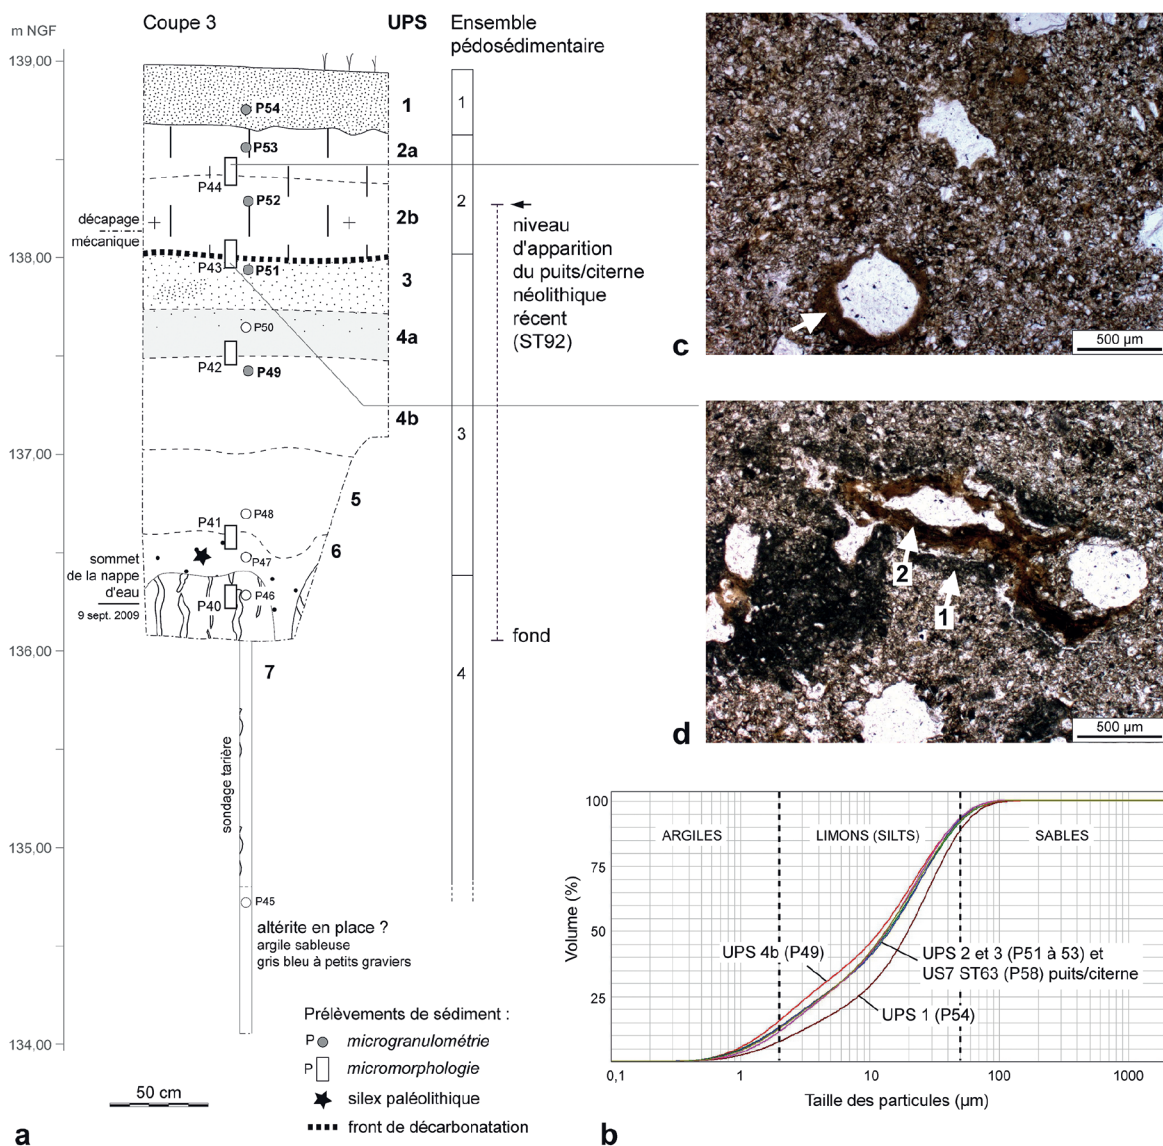 m NGF
Coupe 3
UPS
Ensemble
pédosédimentaire
139,00
138,00
137,00
136,00
135,00
134,00
P54
P53
P44
P52
décapage
mécanique
P43
P51
P50
P42
P49
P48
P41
P47
sommet
de la nappe
d'eau
9 sept. 2009
P40
P46
sondage tarière
P45
1
2a
2b
3
4a
4b
5
6
7
1
2
3
4
niveau
d'apparition
du puits/citerne
néolithique
récent
(ST92)
fond
altérite en place ?
argile sableuse
gris bleu à petits graviers
Prélèvements de sédiment :
P microgranulométrie
P micromorphologie
silex paléolithique
front de décarbonatation
50 cm
a
c
500 µm
2
1
d
500 µm
Volume (%)
100
75
50
25
ARGILES
LIMONS (SILTS)
SABLES
UPS 4b (P49)
UPS 2 et 3 (P51 à 53) et
US7 ST63 (P58) puits/citerne
UPS 1 (P54)
0,1
1
10
100
1000
Taille des particules (µm)
b